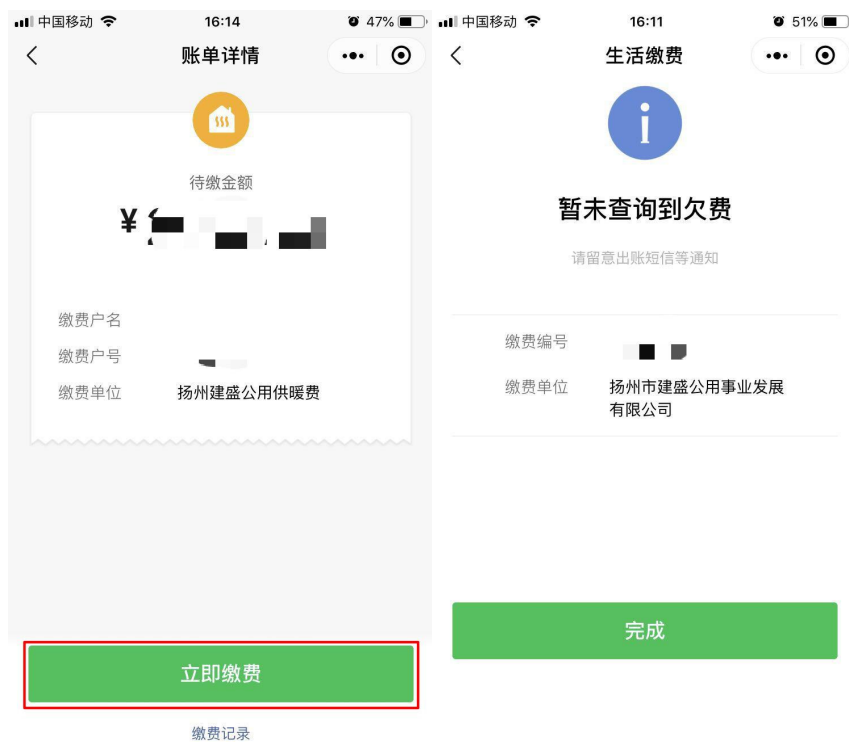 中国移动
16:14
47%
账单详情
待缴金额
¥
缴费户名
缴费户号
缴费单位
扬州建盛公用供暖费
立即缴费
缴费记录
中国移动
16:11
51%
生活缴费
i
暂未查询到欠费
请留意出账短信等通知
缴费编号
缴费单位
扬州市建盛公用事业发展
有限公司
完成